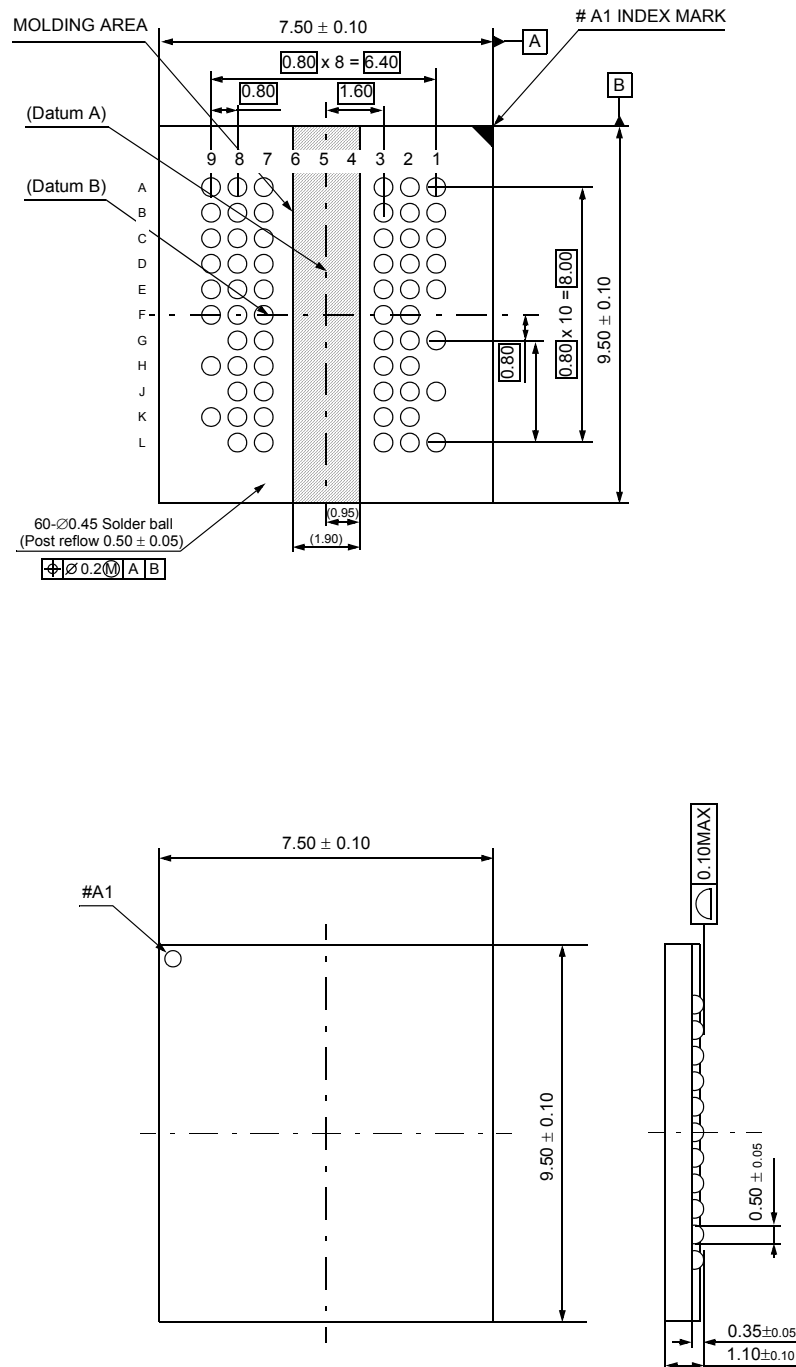 MOLDING AREA
7.50 ± 0.10
# A1 INDEX MARK
A
0.80 x 8 = 6.40
0.80
1.60
B
(Datum A)
9 8 7 6 5 4 3 2 1
(Datum B)
A
B
C
D
E
F
G
H
J
K
L
0.80
0.80 x 10 = 8.00
9.50 ± 0.10
(0.95)
(1.90)
60-∅0.45 Solder ball
(Post reflow 0.50 ± 0.05)
⌖ ∅ 0.2 Ⓜ A B
7.50 ± 0.10
#A1
9.50 ± 0.10
0.10MAX
0.50 ± 0.05
0.35±0.05
1.10±0.10